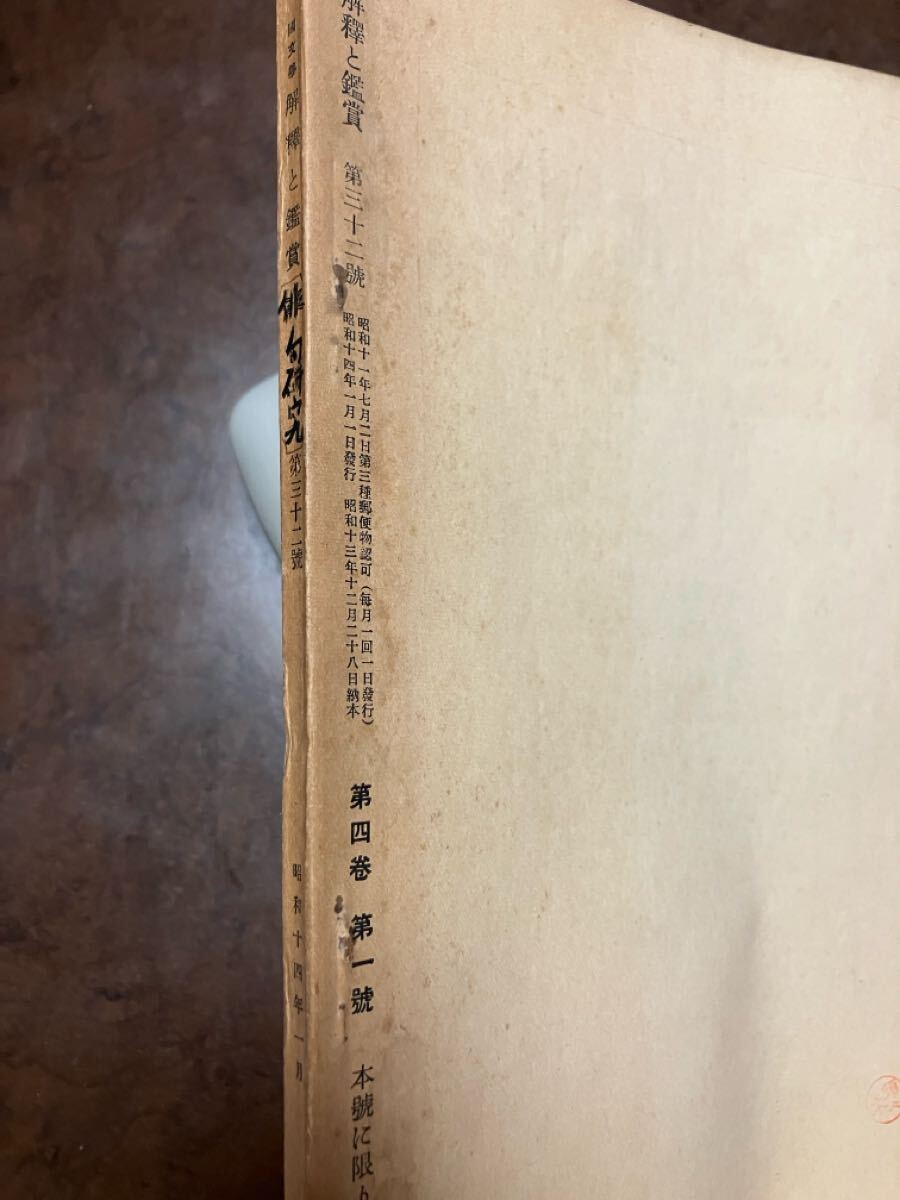 國文學 解釋と鑑賞 [俳句研究] 第三十二號 昭和十四年一月
解釋と鑑賞 第三十二號
昭和十一年七月二日第三種郵便物認可(每月一回一日發行)
昭和十四年一月一日發行 昭和十三年十二月二十八日納本
第四卷 第一號 本號に限り